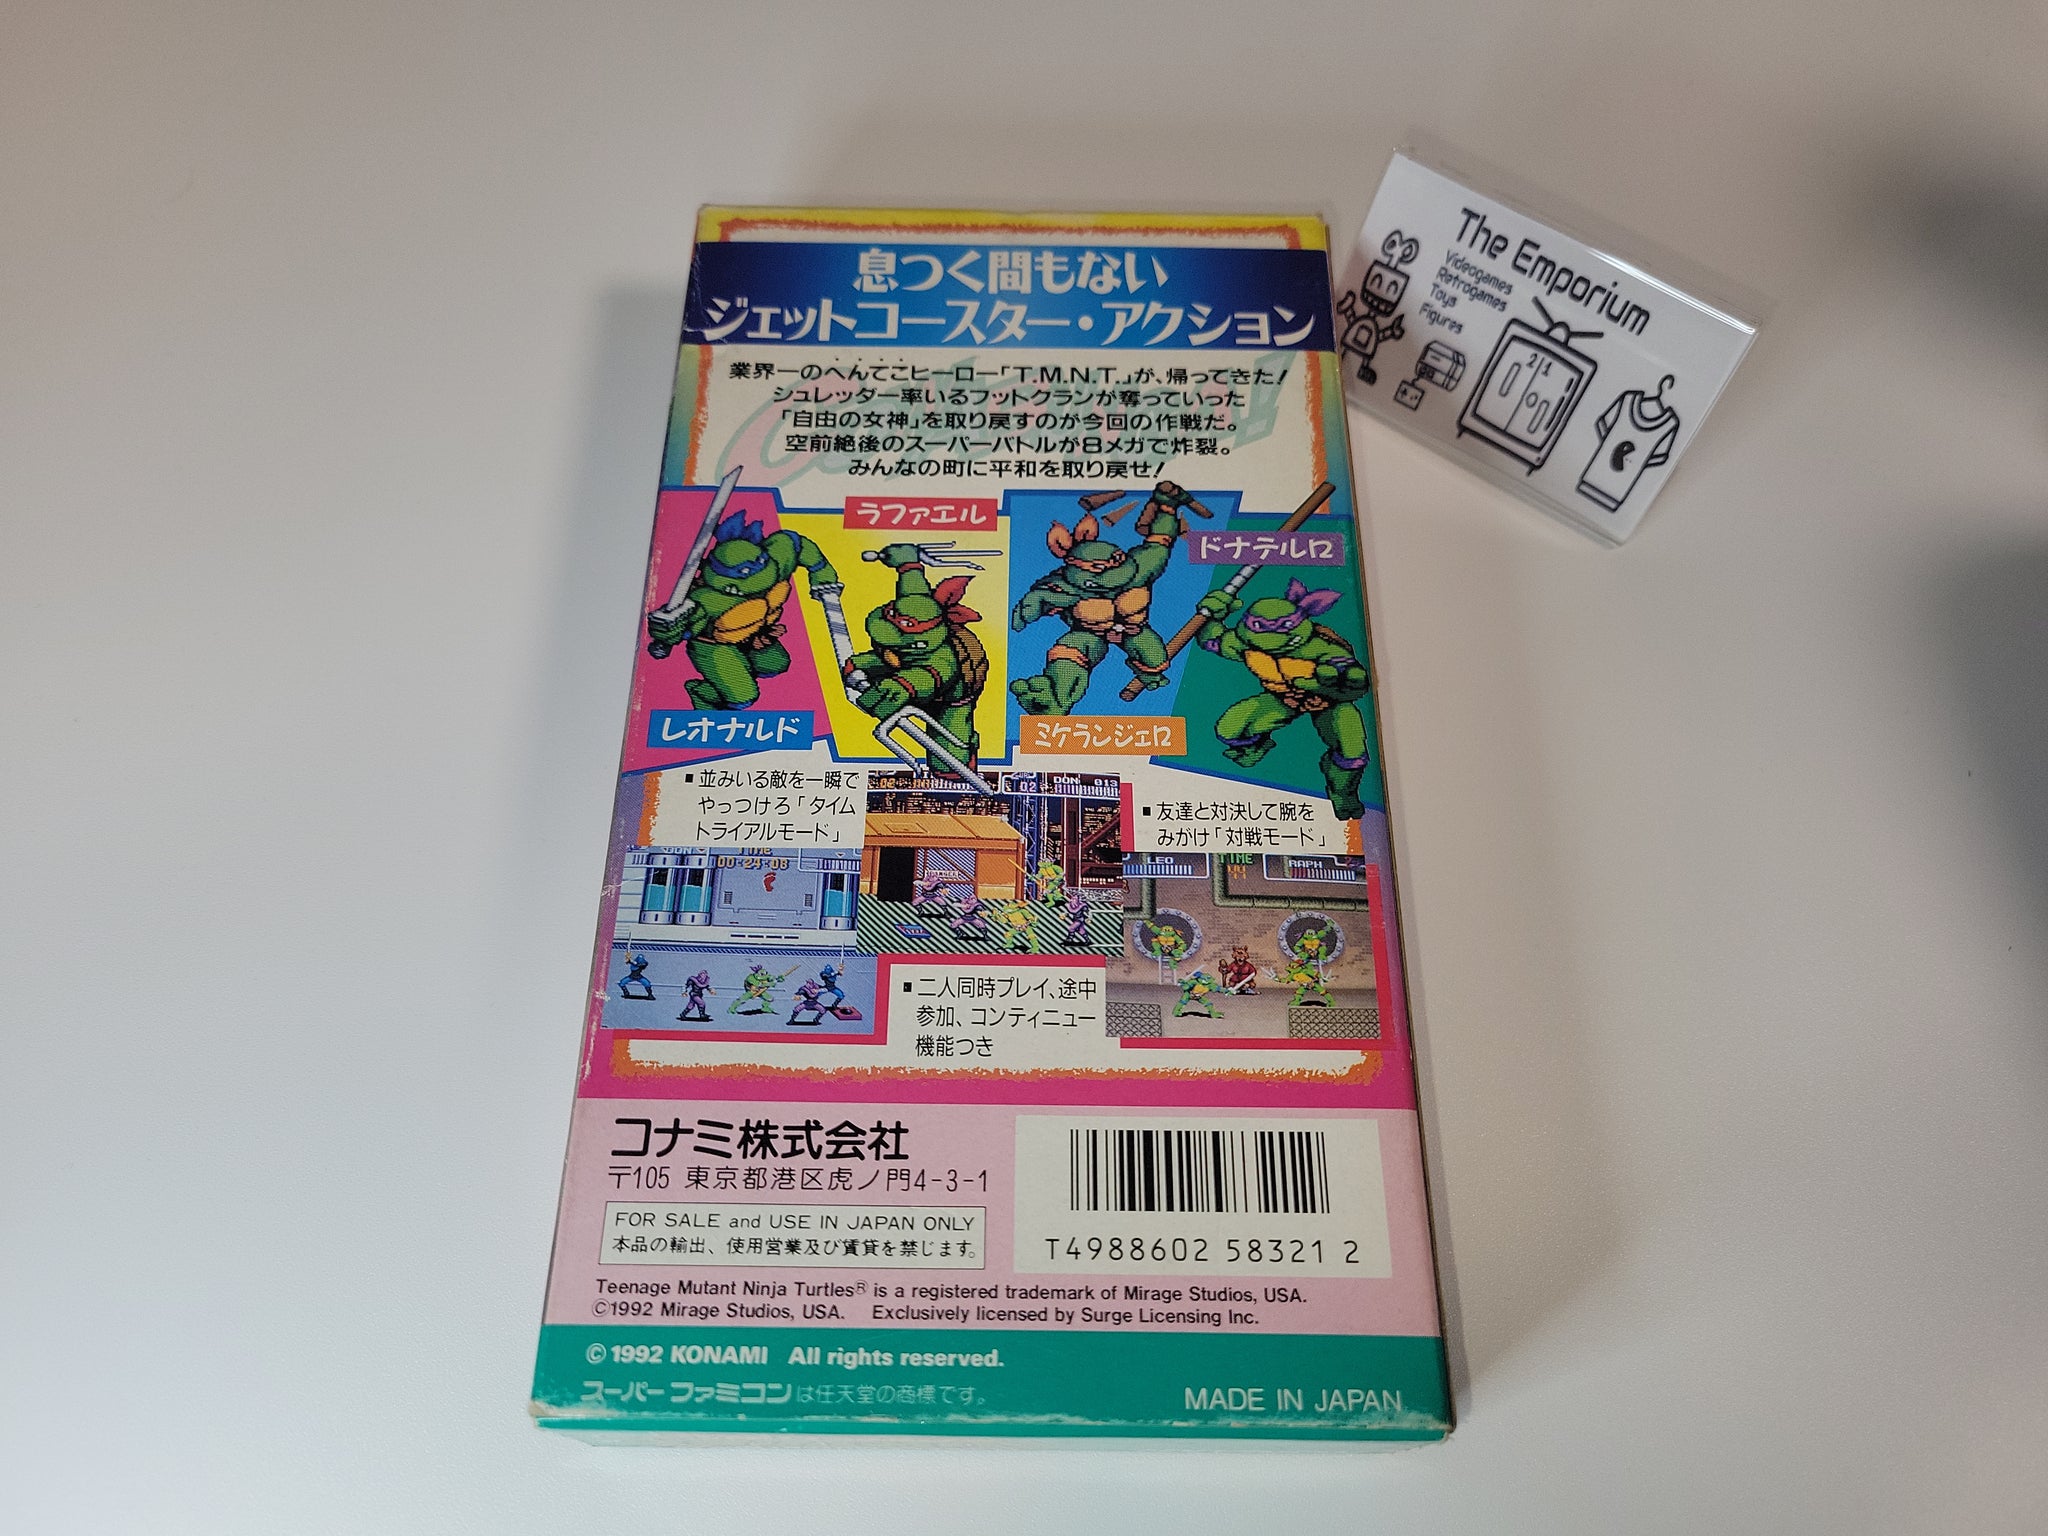 息つく間もない
ジェットコースター・アクション
業界一のへんてこヒーロー「T.M.N.T.」が、帰ってきた!
シュレッダー率いるフットクランが奪っていった
「自由の女神」を取り戻すのが今回の作戦だ。
空前絶後のスーパーバトルが8メガで炸裂。
みんなの町に平和を取り戻せ!
ラファエル
ドナテルロ
レオナルド
ミケランジェロ
■並みいる敵を一瞬で
やっつけろ「タイム
トライアルモード」
■友達と対決して腕を
みがけ「対戦モード」
02
02
DON 013
TIME
00:24:08
LEO
TIME
RAPH 2
■二人同時プレイ、途中
参加、コンティニュー
機能つき
コナミ株式会社
〒105 東京都港区虎ノ門4-3-1
FOR SALE and USE IN JAPAN ONLY
本品の輸出、使用営業及び賃貸を禁じます。
T4988602 58321 2
Teenage Mutant Ninja Turtles® is a registered trademark of Mirage Studios, USA.
©1992 Mirage Studios, USA. Exclusively licensed by Surge Licensing Inc.
©1992 KONAMI All rights reserved.
スーパーファミコンは任天堂の商標です。
MADE IN JAPAN
The Emporium
Videogames
Retrogames
Toys
Figures
21